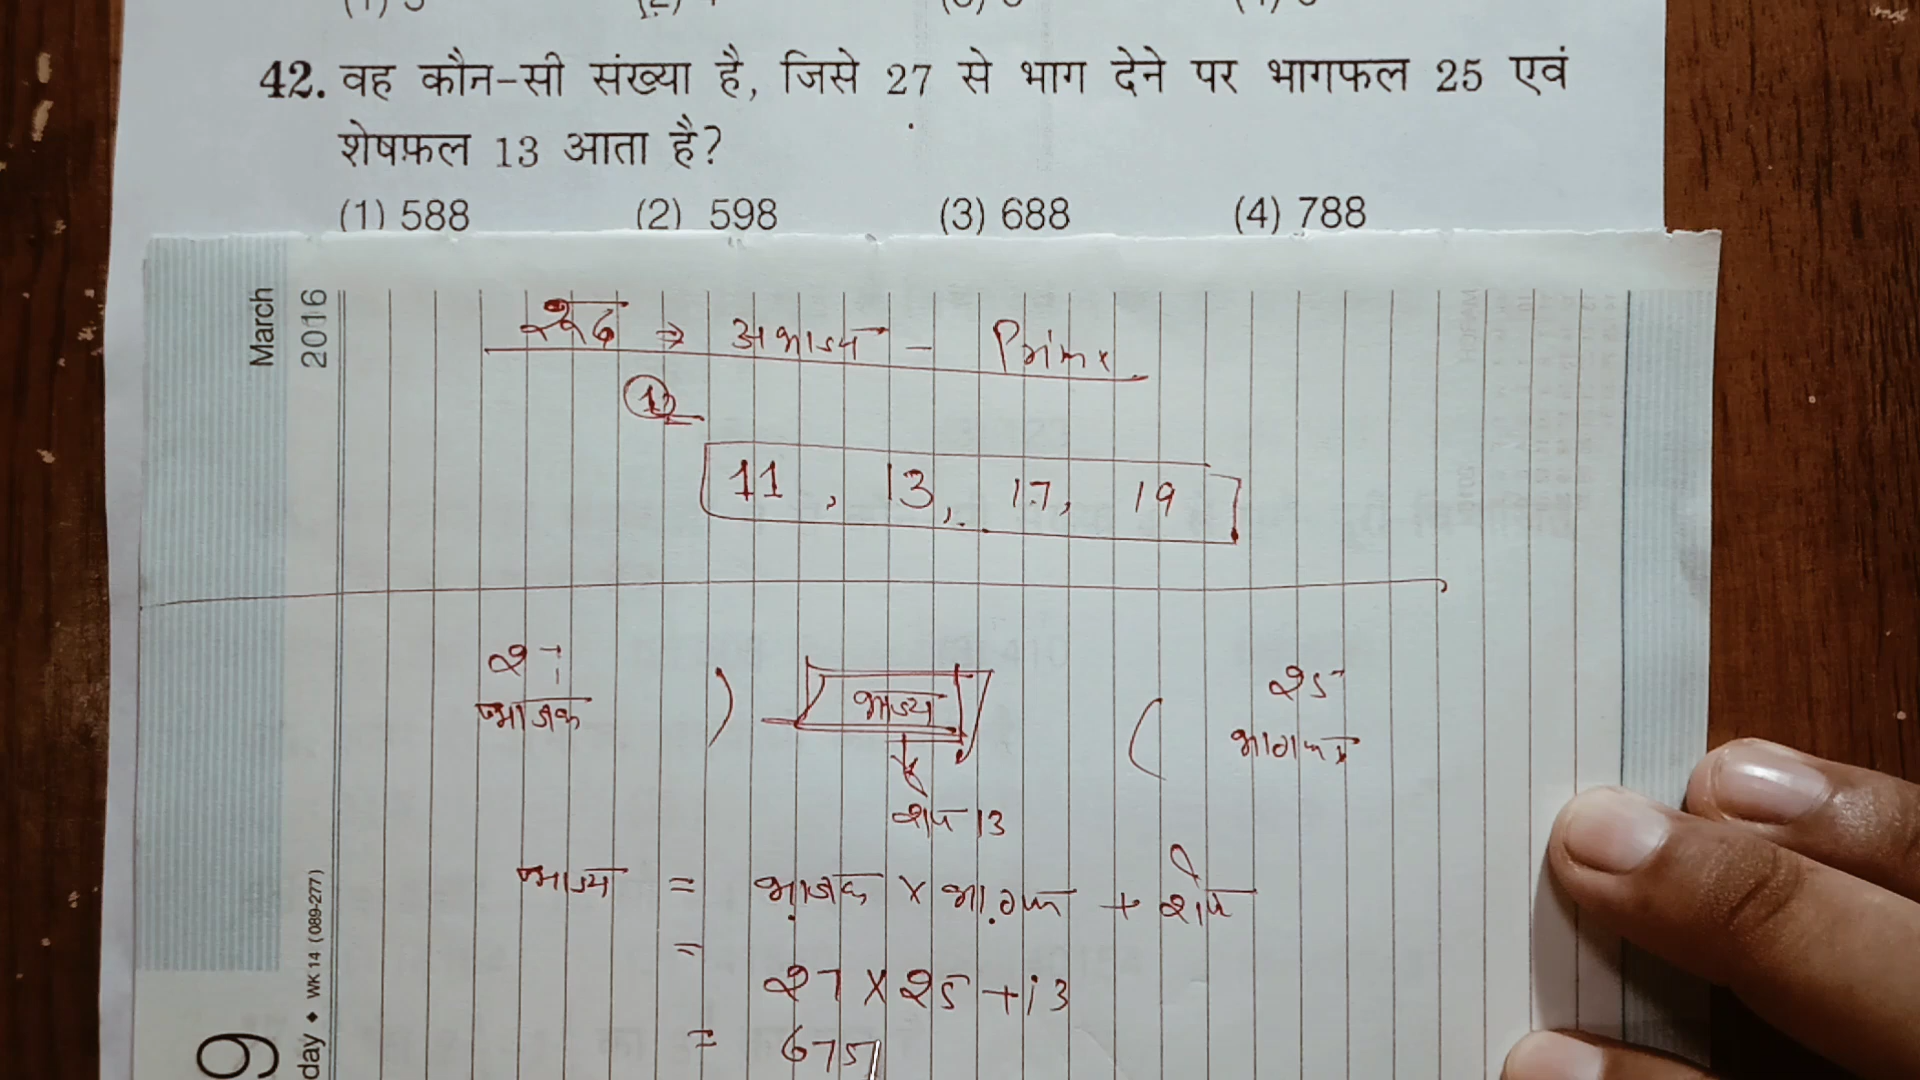 42. वह कौन-सी संख्या है, जिसे 27 से भाग देने पर भागफल 25 एवं
शेषफ़ल 13 आता है?
(1) 588 (2) 598 (3) 688 (4) 788
March
2016
रूढ़ → अभाज्य - Prime
12
11, 13, 17, 19
27 25
भाजक ) भाज्य ( भागफल
शेष 13
भाज्य = भाजक × भागफल + शेष
= 27 × 25 + 13
= 675
9
day ♦ WK 14 (089-277)